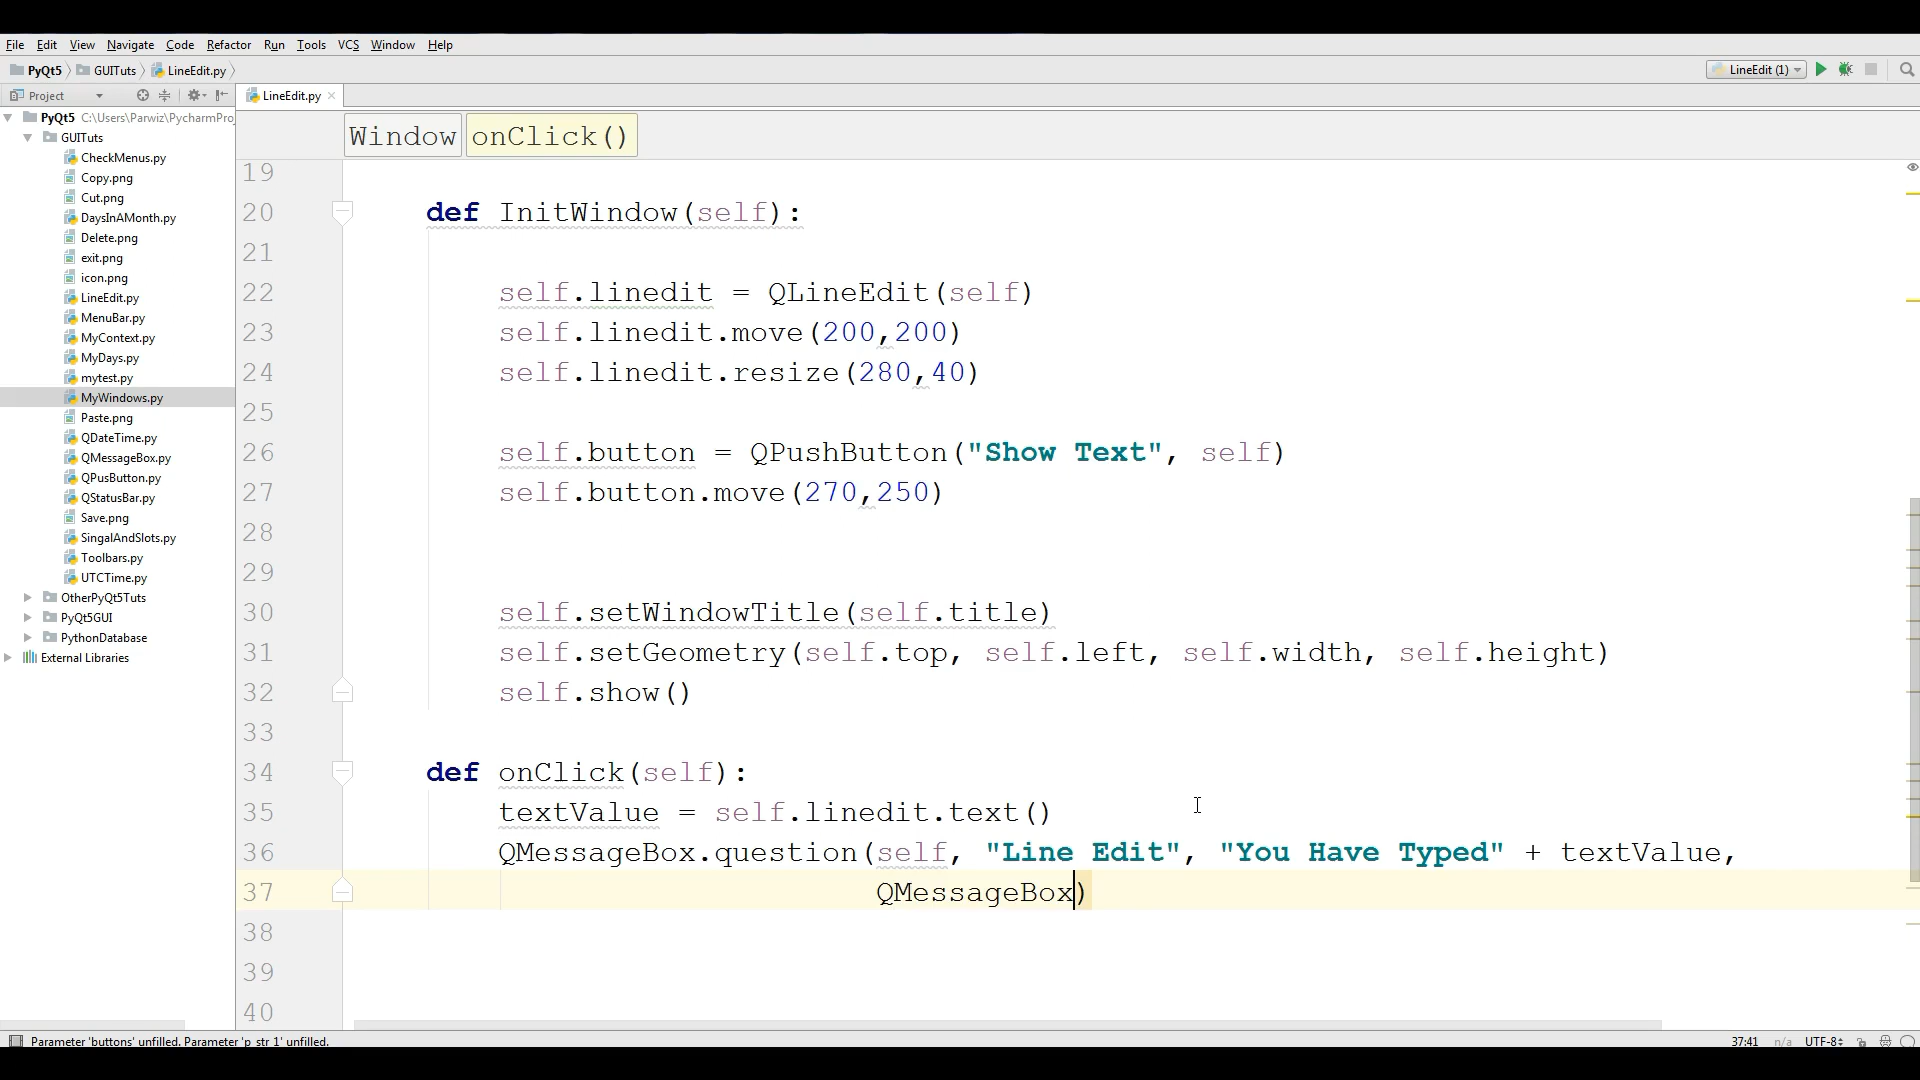 File Edit View Navigate Code Refactor Run Tools VCS Window Help
PyQt5 GUITuts LineEdit.py
LineEdit (1)
Project
LineEdit.py
PyQt5 C:\Users\Parwiz\PycharmPro
GUITuts
CheckMenus.py
Copy.png
Cut.png
DaysInAMonth.py
Delete.png
exit.png
icon.png
LineEdit.py
MenuBar.py
MyContext.py
MyDays.py
mytest.py
MyWindows.py
Paste.png
QDateTime.py
QMessageBox.py
QPusButton.py
QStatusBar.py
Save.png
SingalAndSlots.py
Toolbars.py
UTCTime.py
OtherPyQt5Tuts
PyQt5GUI
PythonDatabase
External Libraries
Window onClick()
19
20 def InitWindow(self):
21
22 self.linedit = QLineEdit(self)
23 self.linedit.move(200,200)
24 self.linedit.resize(280,40)
25
26 self.button = QPushButton("Show Text", self)
27 self.button.move(270,250)
28
29
30 self.setWindowTitle(self.title)
31 self.setGeometry(self.top, self.left, self.width, self.height)
32 self.show()
33
34 def onClick(self):
35 textValue = self.linedit.text()
36 QMessageBox.question(self, "Line Edit", "You Have Typed" + textValue,
37 QMessageBox)
38
39
40
Parameter 'buttons' unfilled. Parameter 'p_str_1' unfilled.
37:41 n/a UTF-8